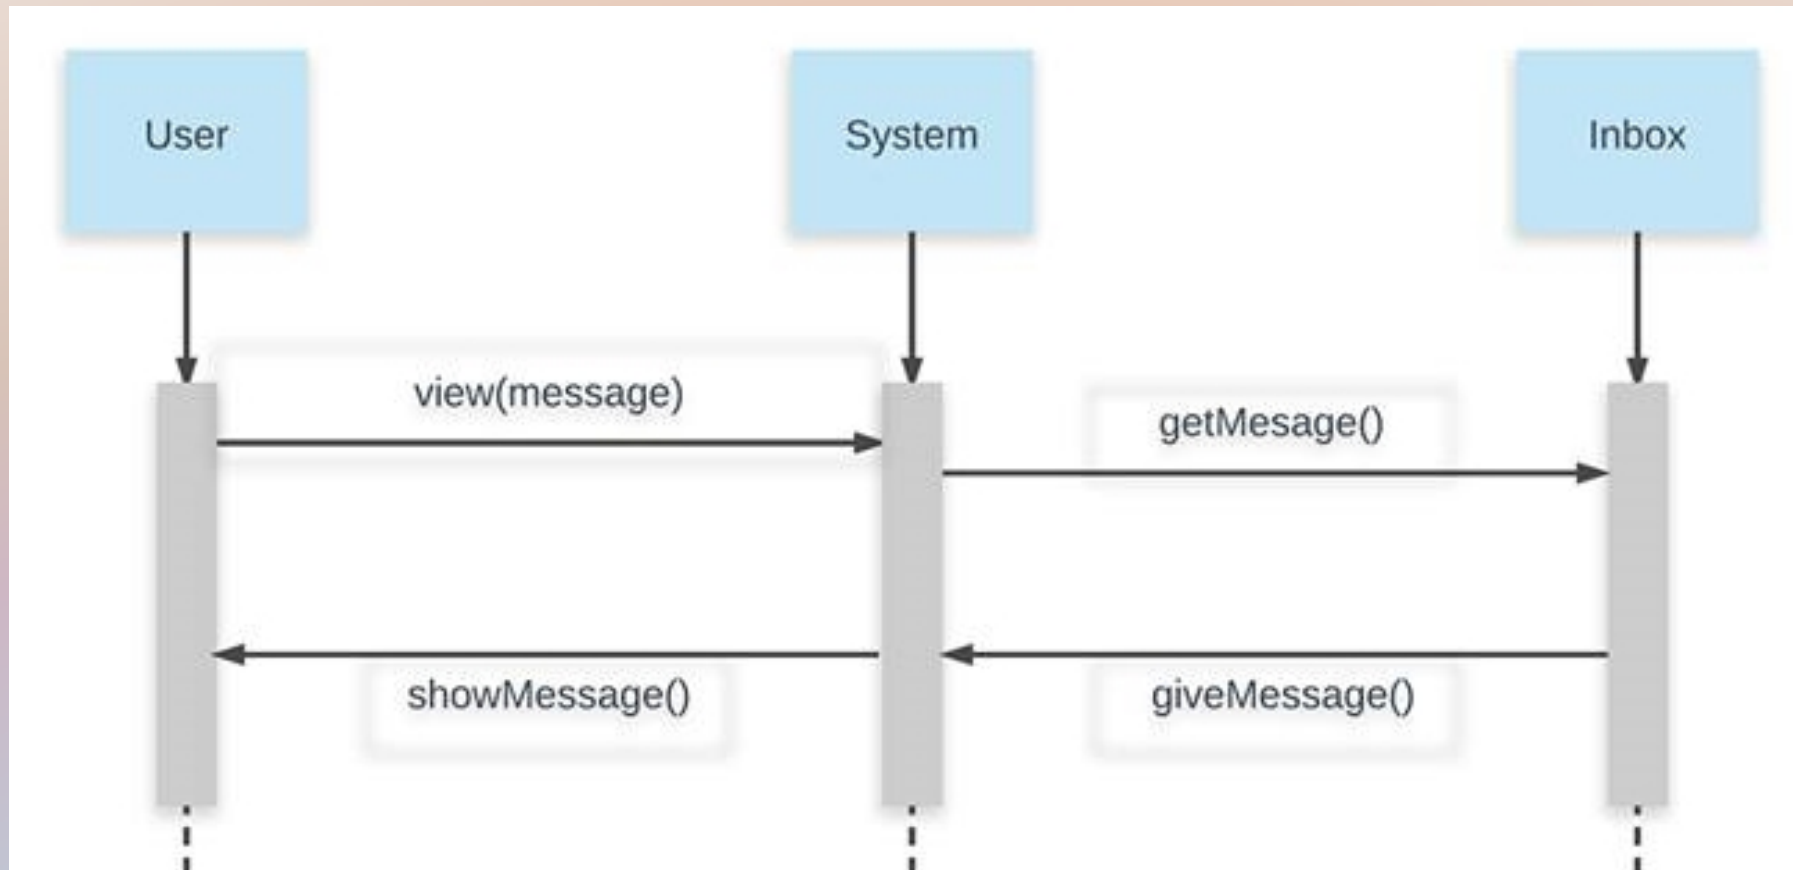 User
System
Inbox
view(message)
getMesage()
showMessage()
giveMessage()